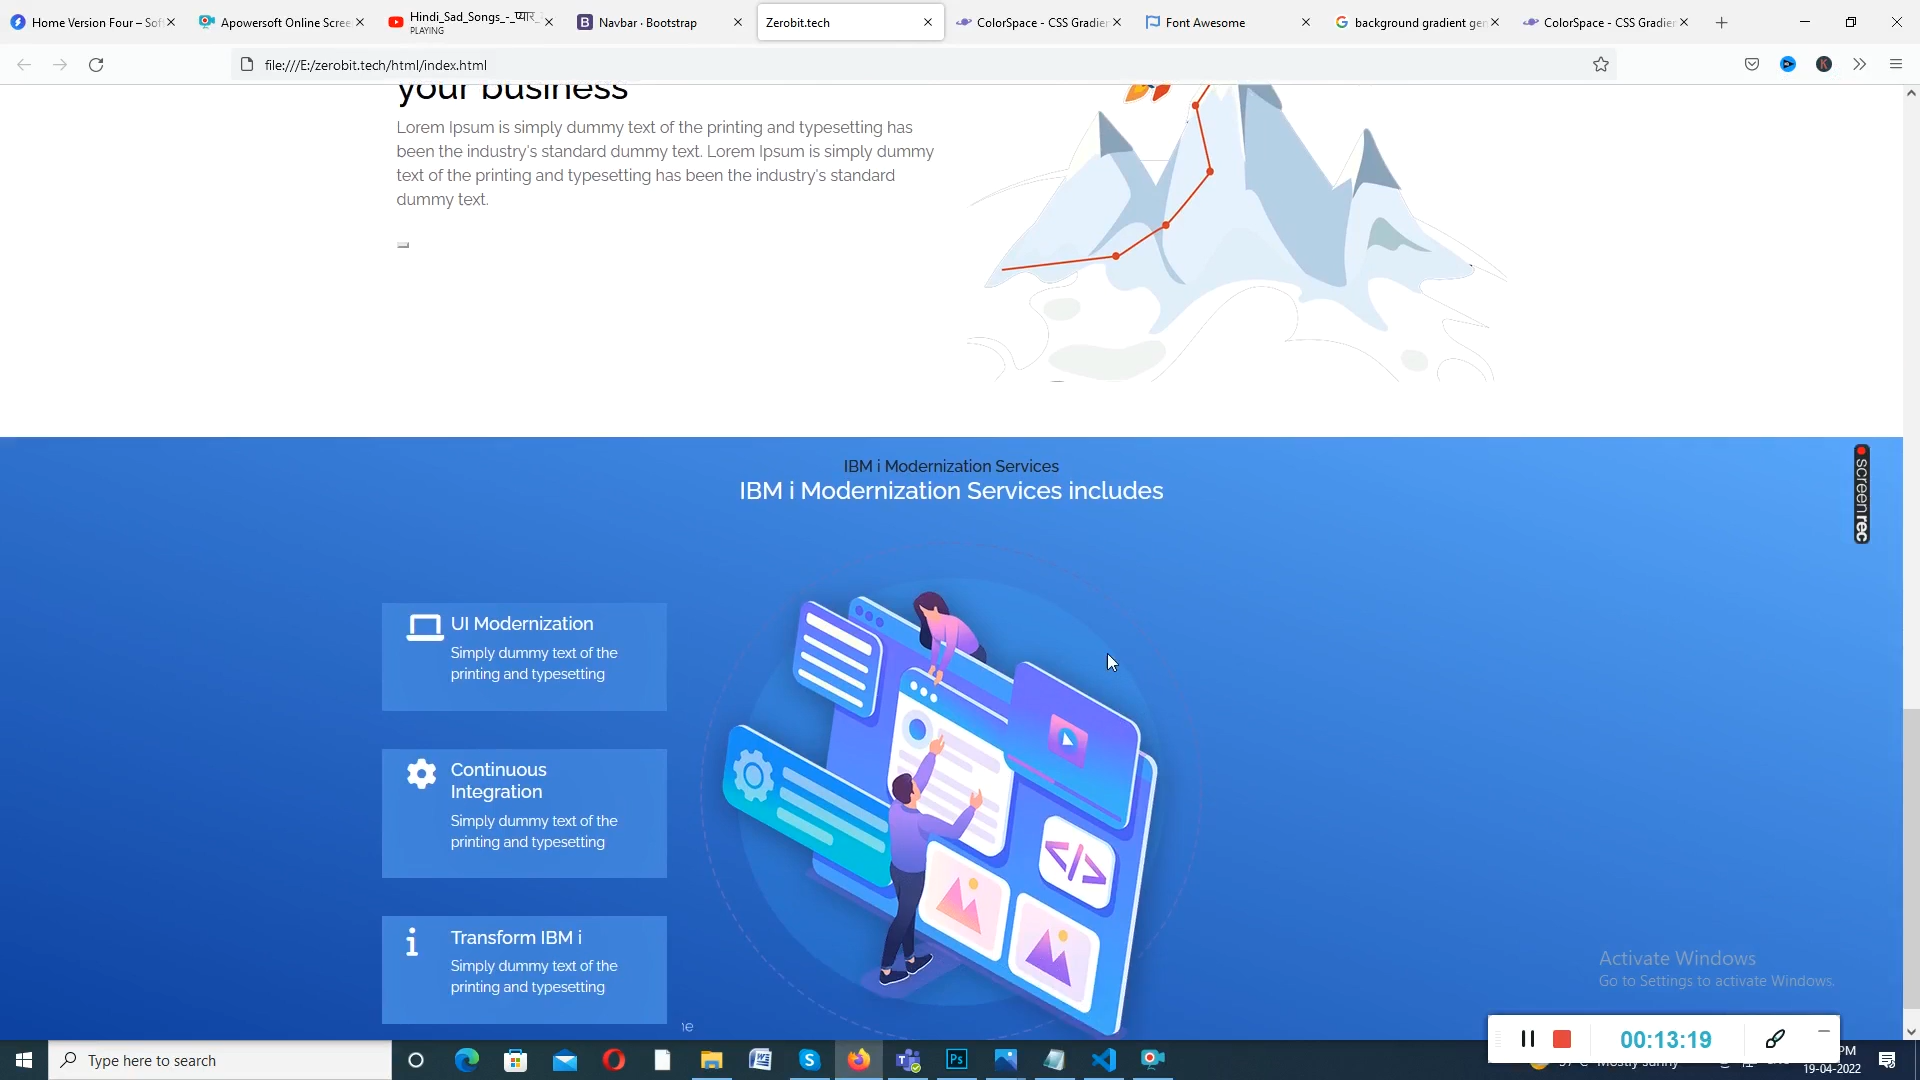 Home Version Four – Sof
Apowersoft Online Scree
Hindi_Sad_Songs_-_प्यार_
PLAYING
Navbar · Bootstrap
Zerobit.tech
ColorSpace - CSS Gradien
Font Awesome
background gradient gen
ColorSpace - CSS Gradien
file:///E:/zerobit.tech/html/index.html
K
your business
Lorem Ipsum is simply dummy text of the printing and typesetting has
been the industry's standard dummy text. Lorem Ipsum is simply dummy
text of the printing and typesetting has been the industry's standard
dummy text.
IBM i Modernization Services
IBM i Modernization Services includes
screenrec
UI Modernization
Simply dummy text of the
printing and typesetting
Continuous
Integration
Simply dummy text of the
printing and typesetting
Transform IBM i
Simply dummy text of the
printing and typesetting
Activate Windows
Go to Settings to activate Windows.
00:13:19
Type here to search
Ps
PM
19-04-2022